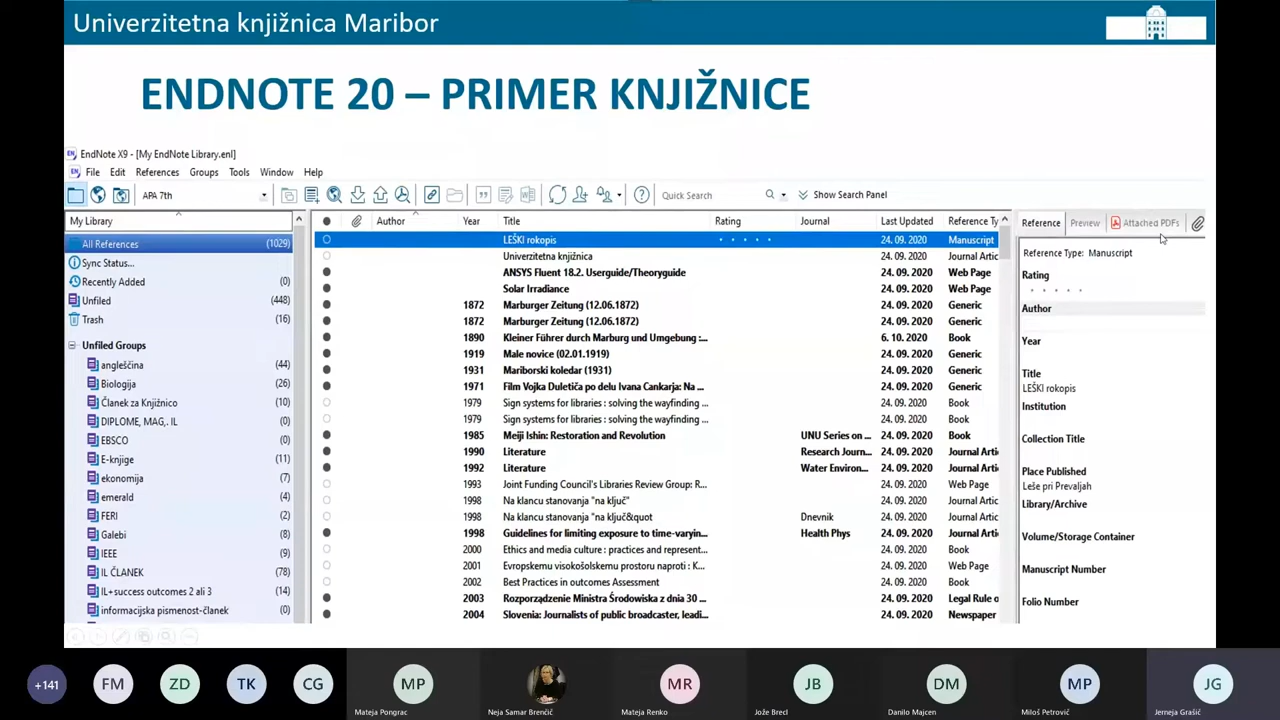 Univerzitetna knjižnica Maribor
ENDNOTE 20 – PRIMER KNJIŽNICE
EndNote X9 - [My EndNote Library.enl]
File Edit References Groups Tools Window Help
APA 7th Quick Search Show Search Panel
My Library
All References (1029)
Sync Status...
Recently Added
Unfiled (448)
Trash (16)
Unfiled Groups
angleščina (44)
Biologija (26)
Članek za Knjižnico (10)
DIPLOME, MAG,. IL (0)
EBSCO (0)
E-knjige (11)
ekonomija (7)
emerald (4)
FERI (2)
Galebi (8)
IEEE (9)
IL ČLANEK (78)
IL+success outcomes 2 ali 3 (14)
informacijska pismenost-članek (0)
Author Year Title Rating Journal Last Updated Reference Ty
LEŠKI rokopis 24. 09. 2020 Manuscript
Univerzitetna knjižnica 24. 09. 2020 Journal Artic
ANSYS Fluent 18.2. Userguide/Theoryguide 24. 09. 2020 Web Page
Solar Irradiance 24. 09. 2020 Web Page
1872 Marburger Zeitung (12.06.1872) 24. 09. 2020 Generic
1872 Marburger Zeitung (12.06.1872) 24. 09. 2020 Generic
1890 Kleiner Führer durch Marburg und Umgebung :... 6. 10. 2020 Book
1919 Male novice (02.01.1919) 24. 09. 2020 Generic
1931 Mariborski koledar (1931) 24. 09. 2020 Generic
1971 Film Vojka Duletiča po delu Ivana Cankarja: Na ... 24. 09. 2020 Generic
1979 Sign systems for libraries : solving the wayfinding ... 24. 09. 2020 Book
1979 Sign systems for libraries : solving the wayfinding ... 24. 09. 2020 Book
1985 Meiji Ishin: Restoration and Revolution UNU Series on ... 24. 09. 2020 Book
1990 Literature Research Journ... 24. 09. 2020 Journal Artic
1992 Literature Water Environ... 24. 09. 2020 Journal Artic
1993 Joint Funding Council's Libraries Review Group: R... 24. 09. 2020 Web Page
1998 Na klancu stanovanja "na ključ" 24. 09. 2020 Journal Artic
1998 Na klancu stanovanja "na ključ&quot Dnevnik 24. 09. 2020 Journal Artic
1998 Guidelines for limiting exposure to time-varyin... Health Phys 24. 09. 2020 Journal Artic
2000 Ethics and media culture : practices and represent... 24. 09. 2020 Book
2001 Evropskemu visokošolskemu prostoru naproti : K... 24. 09. 2020 Web Page
2002 Best Practices in outcomes Assessment 24. 09. 2020 Book
2003 Rozporządzenie Ministra Środowiska z dnia 30 ... 24. 09. 2020 Legal Rule o
2004 Slovenia: Journalists of public broadcaster, leadi... 24. 09. 2020 Newspaper
Reference Preview Attached PDFs
Reference Type: Manuscript
Rating
Author
Year
Title
LEŠKI rokopis
Institution
Collection Title
Place Published
Leše pri Prevaljah
Library/Archive
Volume/Storage Container
Manuscript Number
Folio Number
+141 FM ZD TK CG MP MR JB DM MP JG
Mateja Pongrac Neja Samar Brenčič Mateja Renko Jože Brecl Danilo Majcen Miloš Petrovič Jerneja Grašič